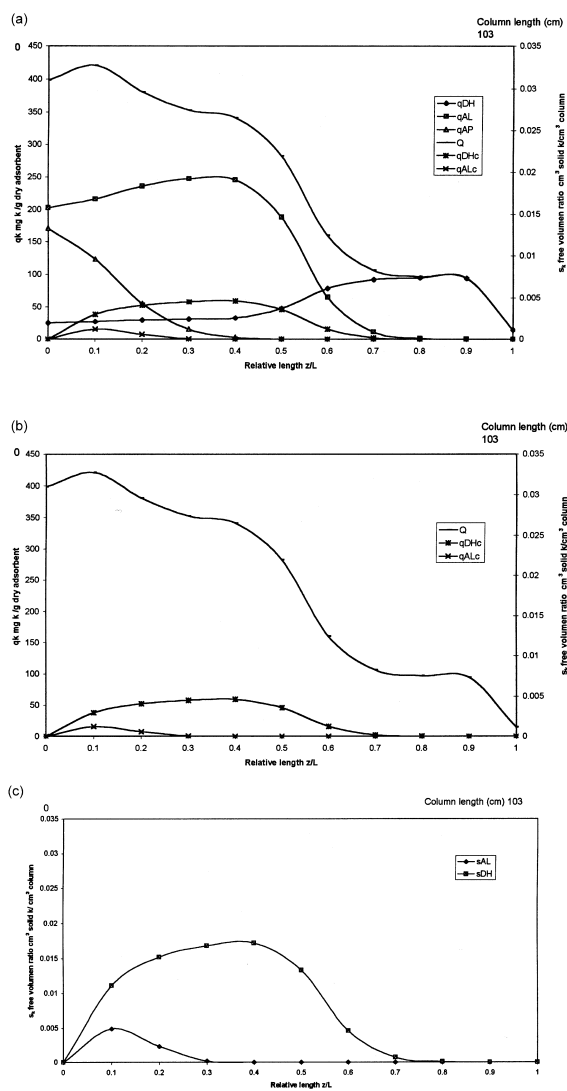 (a)
Column length (cm)
0 103
450 0.035
400 0.03
350 0.025
300 0.02
250 0.015
200 0.01
150 0.005
100 0
50
0
qk mg k /g dry adsorbent
sk free volumen ratio cm3 solid k/cm3 column
qDH
qAL
qAP
Q
qDHc
qALc
0 0.1 0.2 0.3 0.4 0.5 0.6 0.7 0.8 0.9 1
Relative length z/L
(b)
Column length (cm)
0 103
450 0.035
400 0.03
350 0.025
300 0.02
250 0.015
200 0.01
150 0.005
100 0
50
0
qk mg k /g dry adsorbent
sk free volumen ratio cm3 solid k/cm3 column
Q
qDHc
qALc
0 0.1 0.2 0.3 0.4 0.5 0.6 0.7 0.8 0.9 1
Relative length z/L
(c)
0 Column length (cm) 103
0.035
0.03
0.025
0.02
0.015
0.01
0.005
0
sk free volumen ratio cm3 solid k/ cm3 column
sAL
sDH
0 0.1 0.2 0.3 0.4 0.5 0.6 0.7 0.8 0.9 1
Relative length z/L